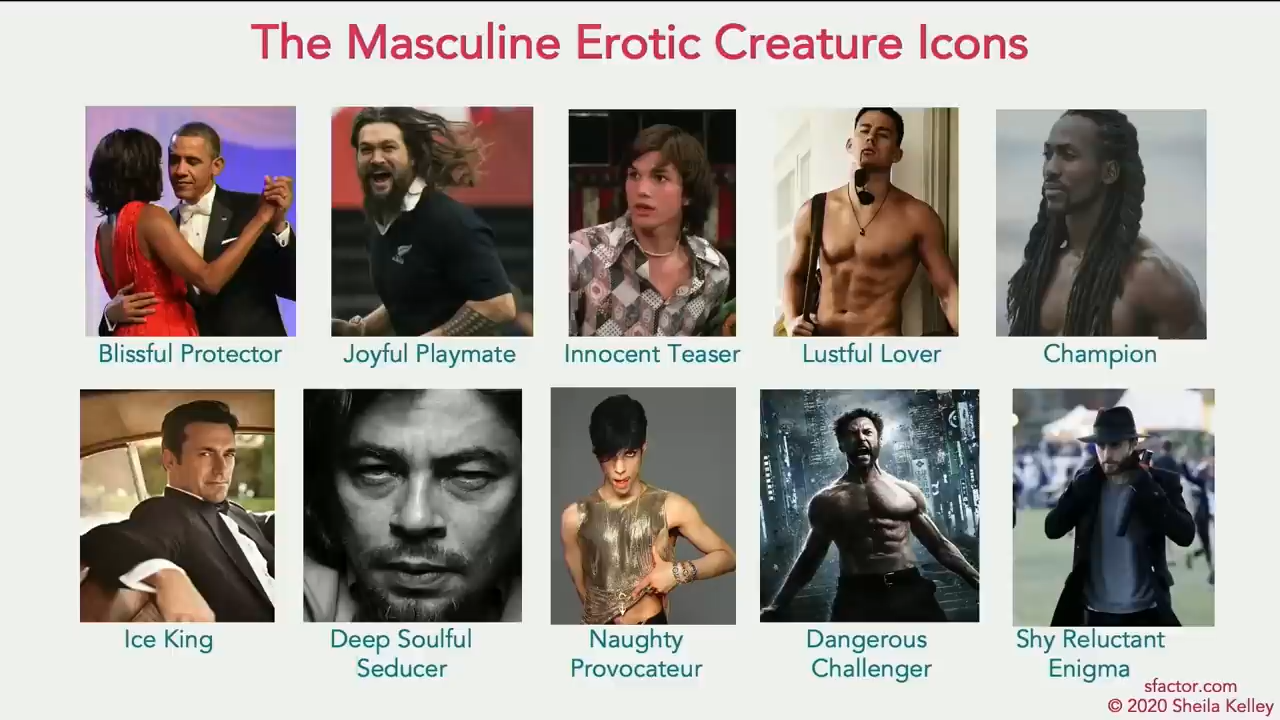 The Masculine Erotic Creature Icons
Blissful Protector
Joyful Playmate
Innocent Teaser
Lustful Lover
Champion
Ice King
Deep Soulful
Seducer
Naughty
Provocateur
Dangerous
Challenger
Shy Reluctant
Enigma
sfactor.com
© 2020 Sheila Kelley